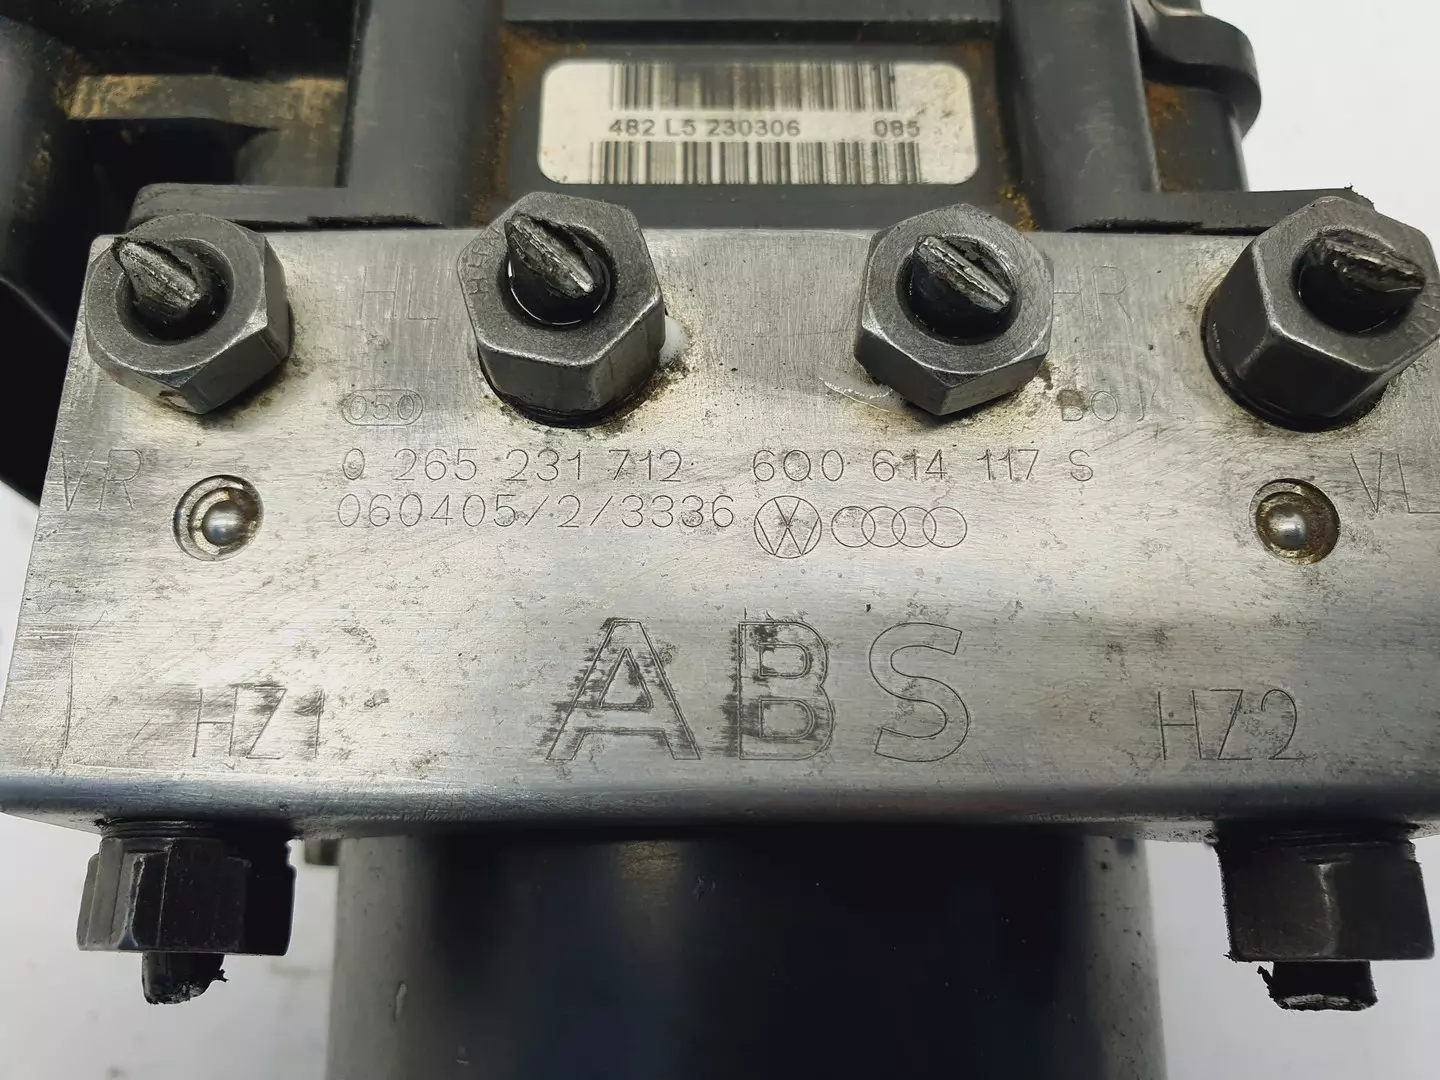 482 L5 230306 085
HL HR
050 BOJ
0 265 231 712 6Q0 614 117 S
VR VL
060405/2/3336
ABS
HZ1 HZ2